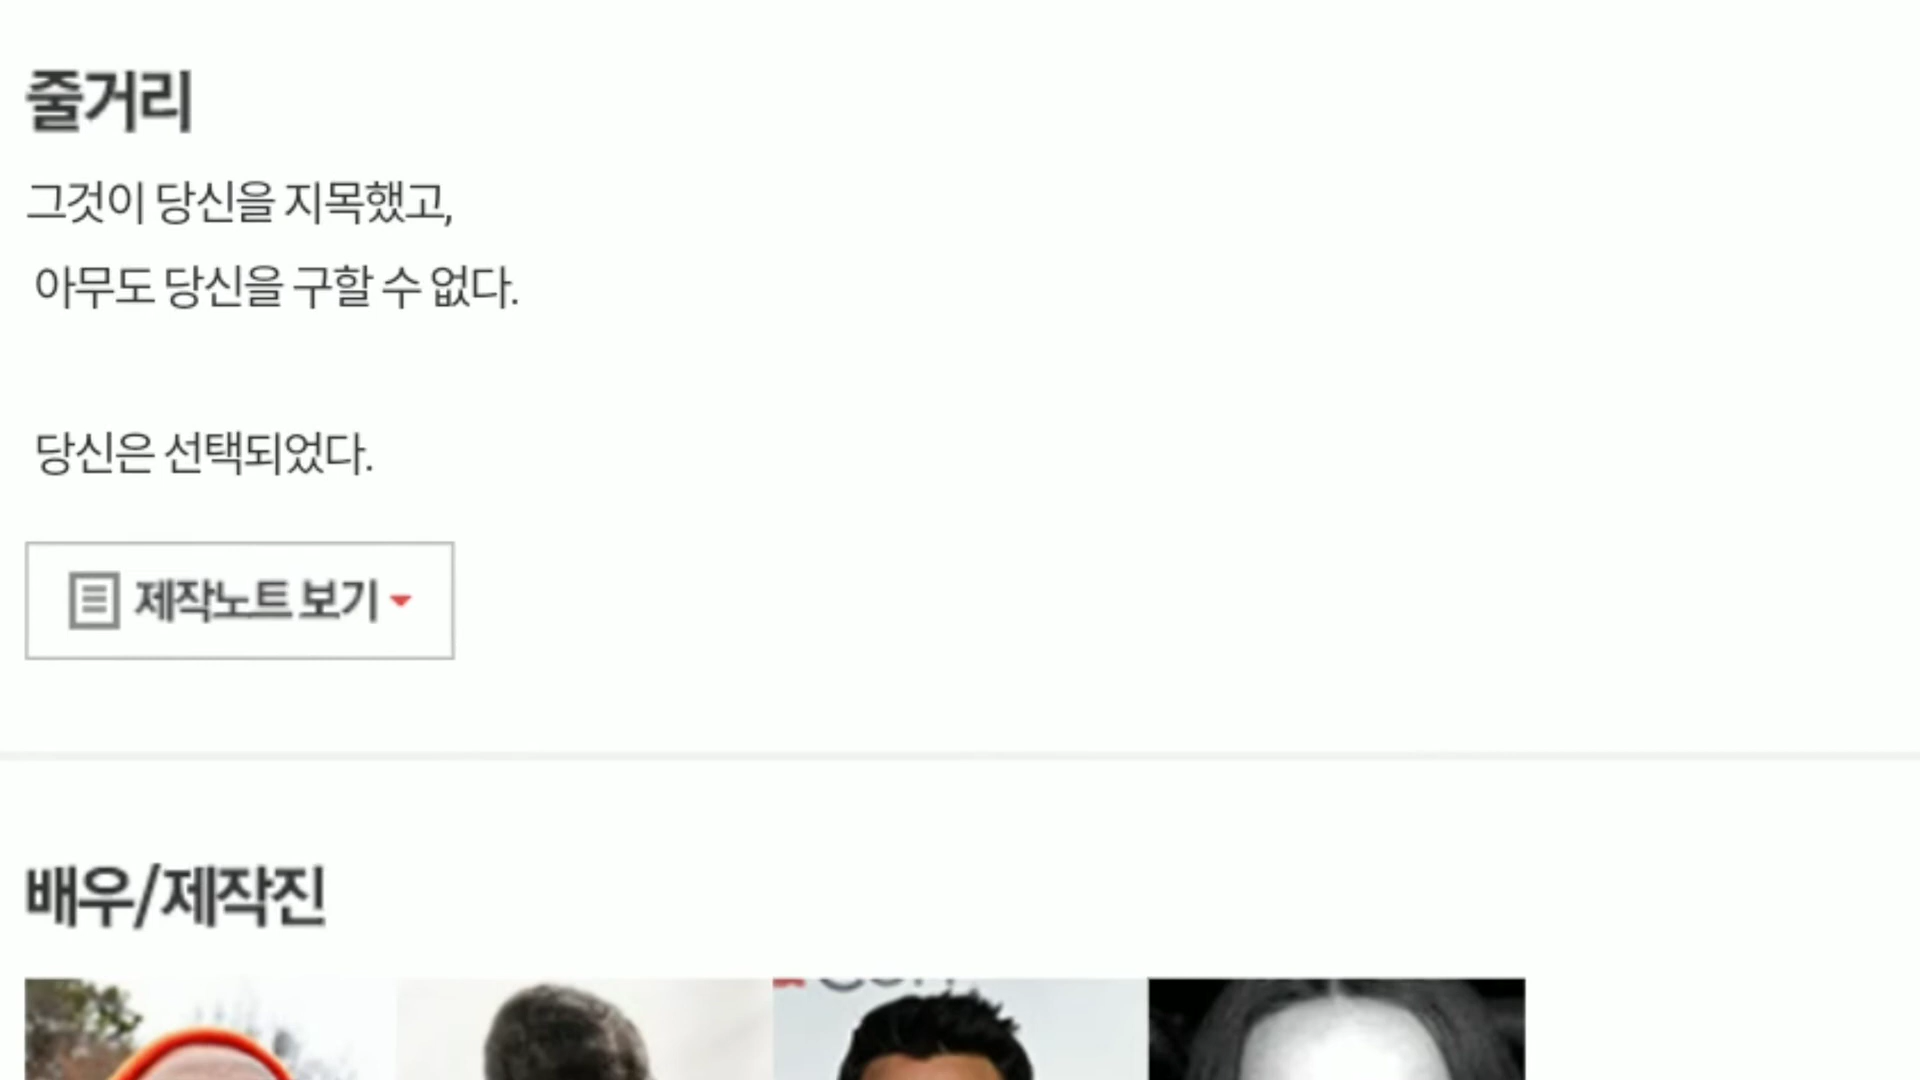 줄거리
그것이 당신을 지목했고,
아무도 당신을 구할 수 없다.
당신은 선택되었다.
제작노트 보기
배우/제작진